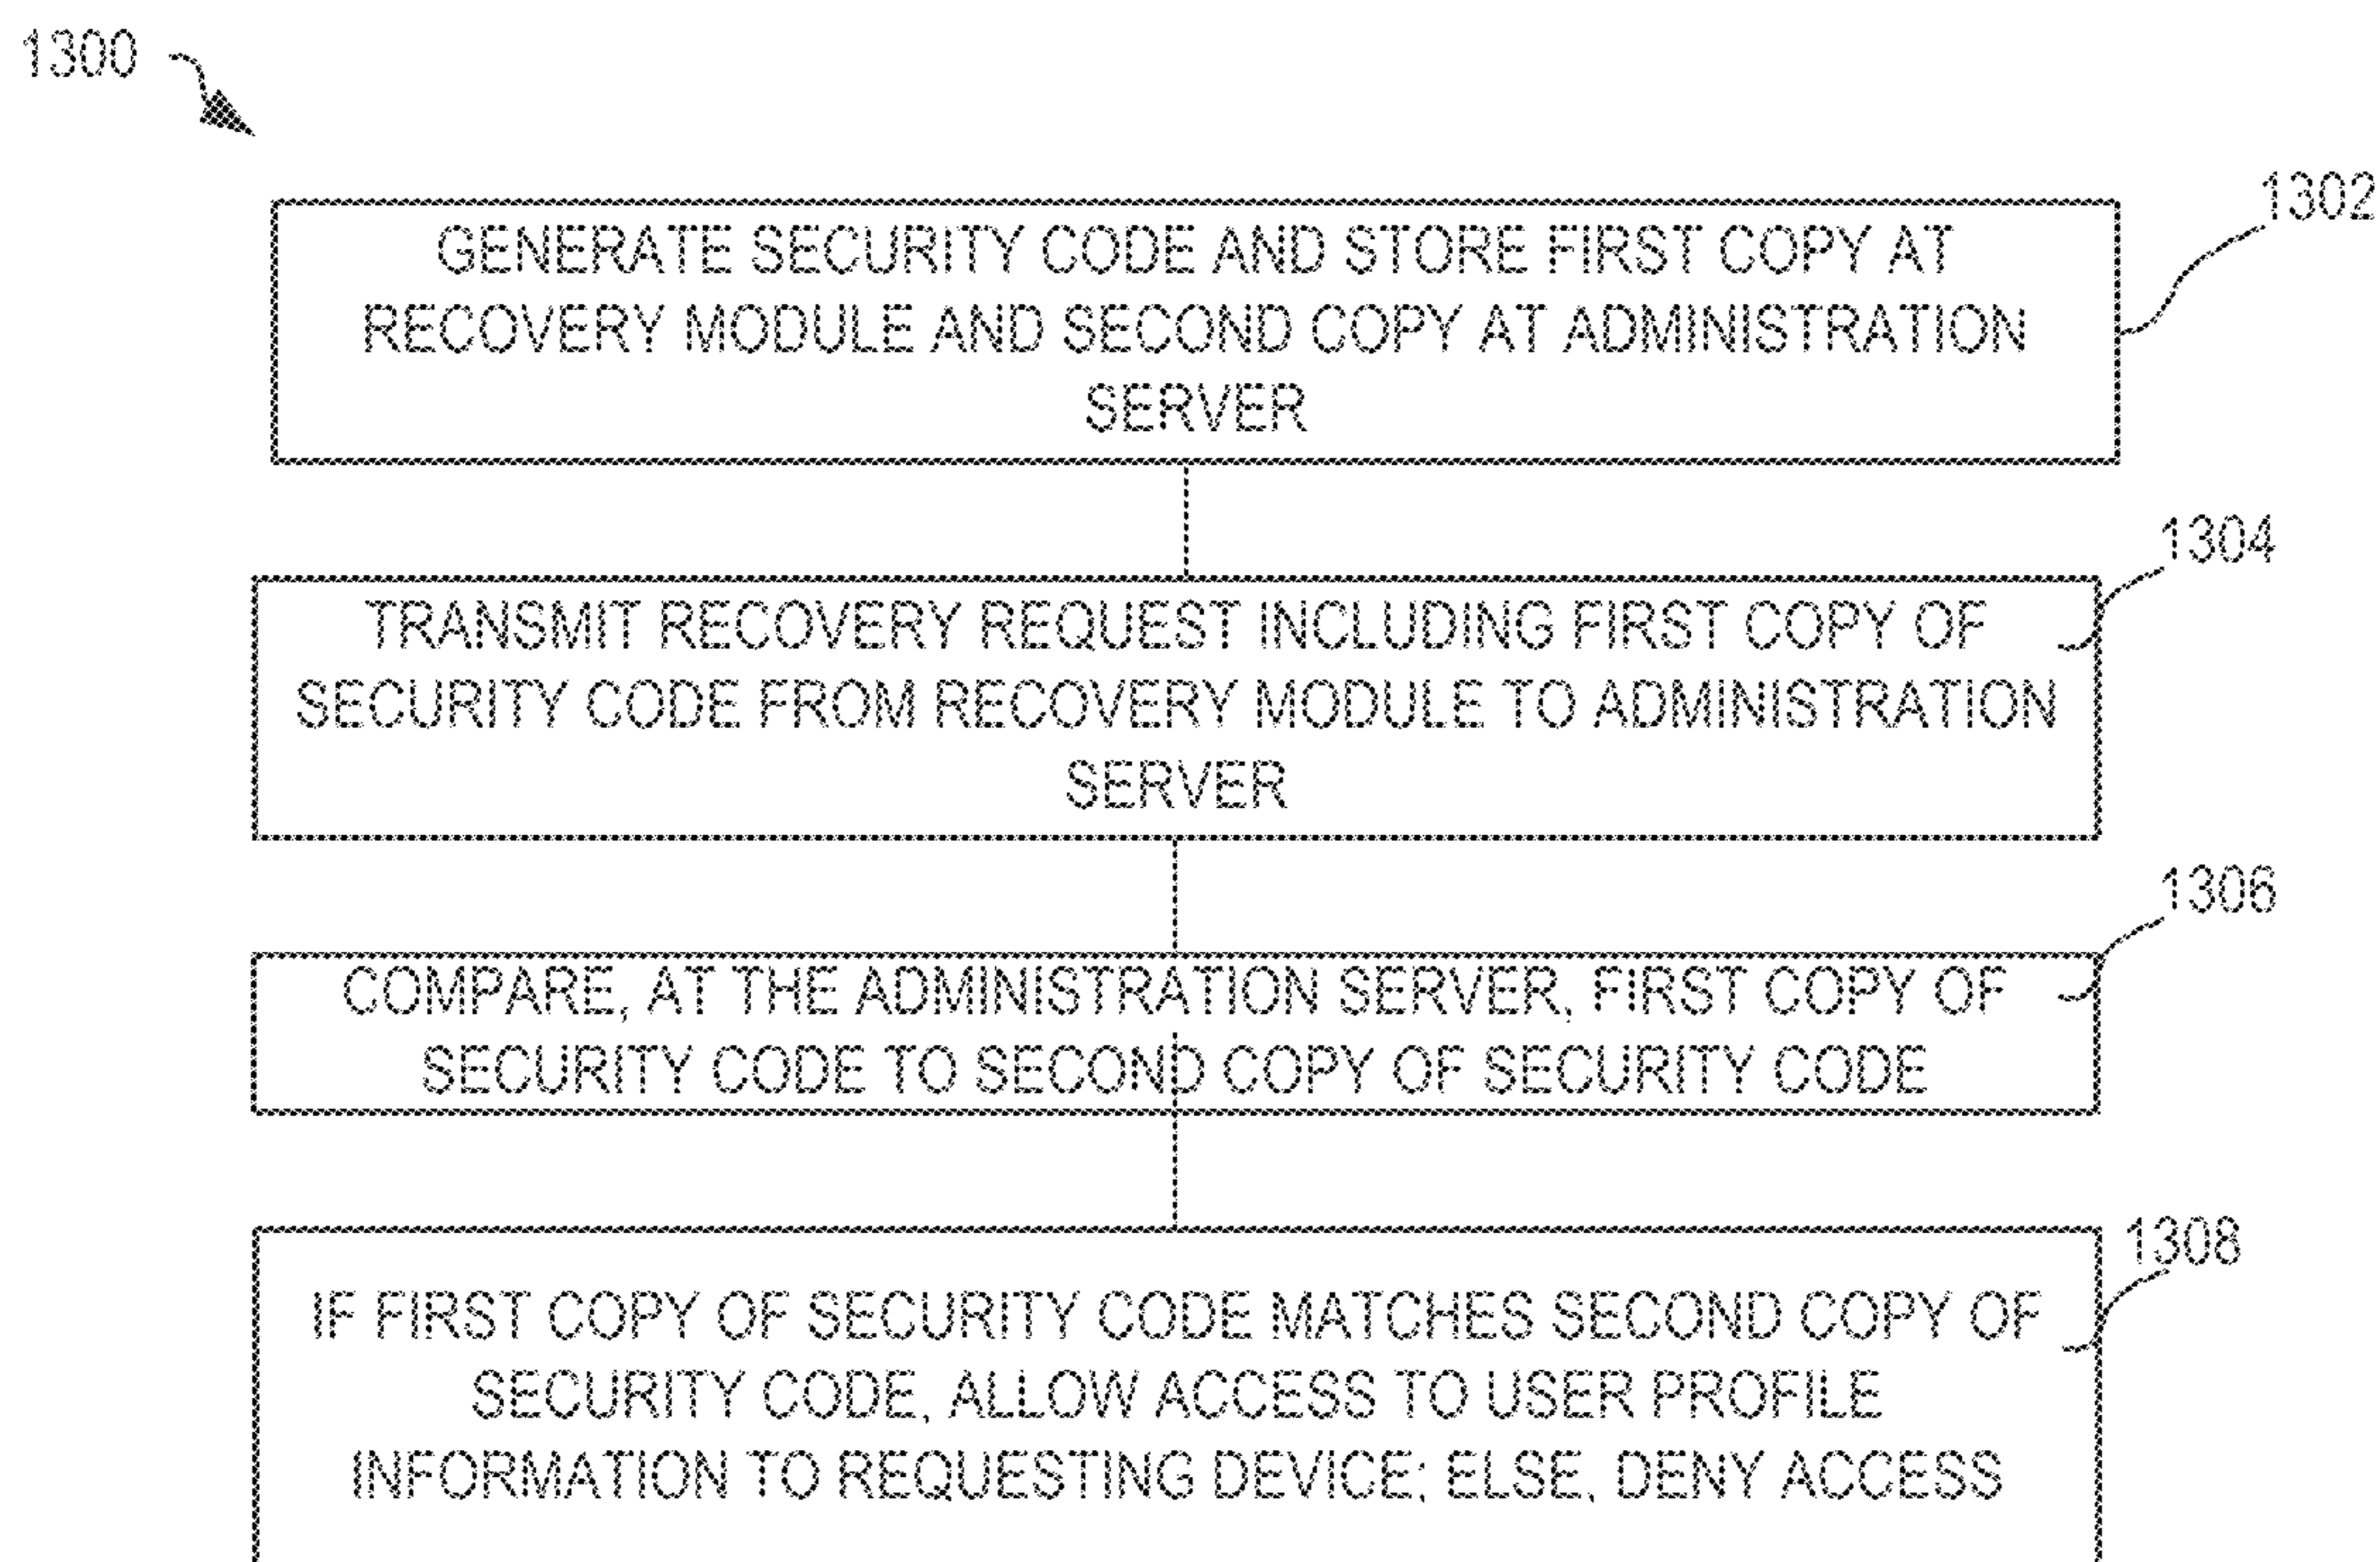 1300
1302
GENERATE SECURITY CODE AND STORE FIRST COPY AT
RECOVERY MODULE AND SECOND COPY AT ADMINISTRATION
SERVER
1304
TRANSMIT RECOVERY REQUEST INCLUDING FIRST COPY OF
SECURITY CODE FROM RECOVERY MODULE TO ADMINISTRATION
SERVER
1306
COMPARE, AT THE ADMINISTRATION SERVER, FIRST COPY OF
SECURITY CODE TO SECOND COPY OF SECURITY CODE
1308
IF FIRST COPY OF SECURITY CODE MATCHES SECOND COPY OF
SECURITY CODE, ALLOW ACCESS TO USER PROFILE
INFORMATION TO REQUESTING DEVICE; ELSE, DENY ACCESS